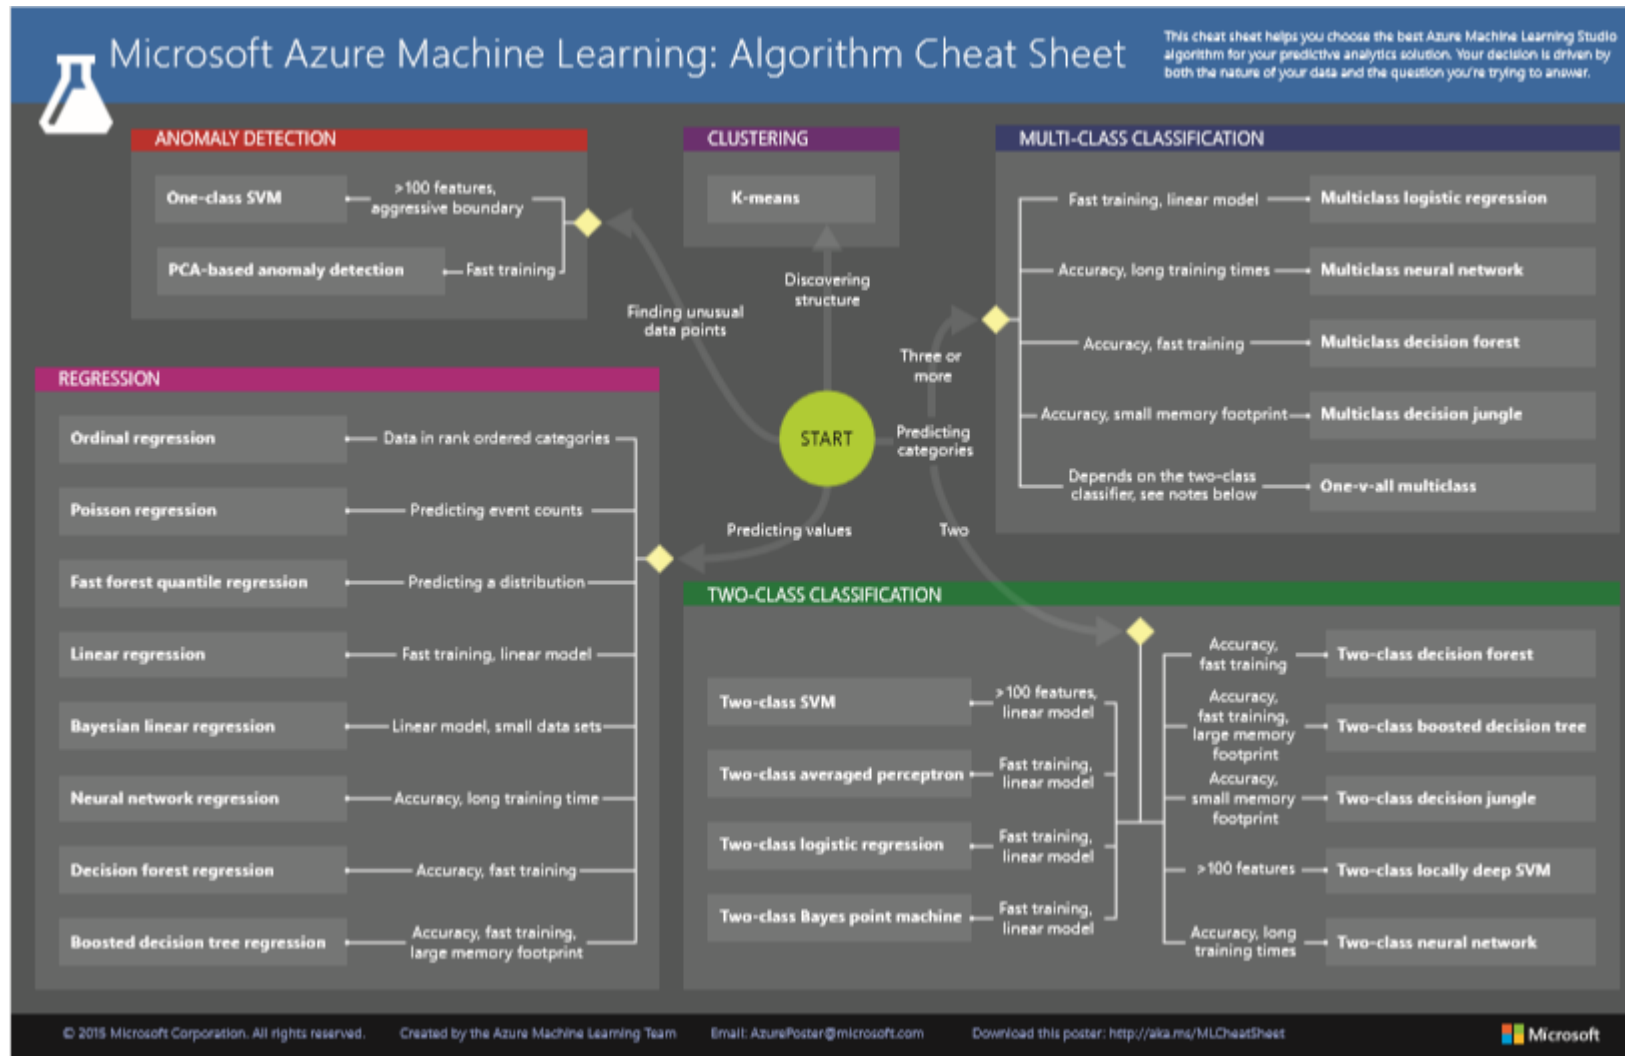 Microsoft Azure Machine Learning: Algorithm Cheat Sheet
This cheat sheet helps you choose the best Azure Machine Learning Studio
algorithm for your predictive analytics solution. Your decision is driven by
both the nature of your data and the question you're trying to answer.
ANOMALY DETECTION
One-class SVM
>100 features,
aggressive boundary
PCA-based anomaly detection
Fast training
CLUSTERING
K-means
MULTI-CLASS CLASSIFICATION
Fast training, linear model
Multiclass logistic regression
Accuracy, long training times
Multiclass neural network
Accuracy, fast training
Multiclass decision forest
Accuracy, small memory footprint
Multiclass decision jungle
Depends on the two-class
classifier, see notes below
One-v-all multiclass
Finding unusual
data points
Discovering
structure
Three or
more
START
Predicting
categories
Predicting values
Two
REGRESSION
Ordinal regression
Data in rank ordered categories
Poisson regression
Predicting event counts
Fast forest quantile regression
Predicting a distribution
Linear regression
Fast training, linear model
Bayesian linear regression
Linear model, small data sets
Neural network regression
Accuracy, long training time
Decision forest regression
Accuracy, fast training
Boosted decision tree regression
Accuracy, fast training,
large memory footprint
TWO-CLASS CLASSIFICATION
Two-class SVM
>100 features,
linear model
Two-class averaged perceptron
Fast training,
linear model
Two-class logistic regression
Fast training,
linear model
Two-class Bayes point machine
Fast training,
linear model
Accuracy,
fast training
Two-class decision forest
Accuracy,
fast training,
large memory
footprint
Two-class boosted decision tree
Accuracy,
small memory
footprint
Two-class decision jungle
>100 features
Two-class locally deep SVM
Accuracy, long
training times
Two-class neural network
© 2015 Microsoft Corporation. All rights reserved.
Created by the Azure Machine Learning Team
Email: AzurePoster@microsoft.com
Download this poster: http://aka.ms/MLCheatSheet
Microsoft